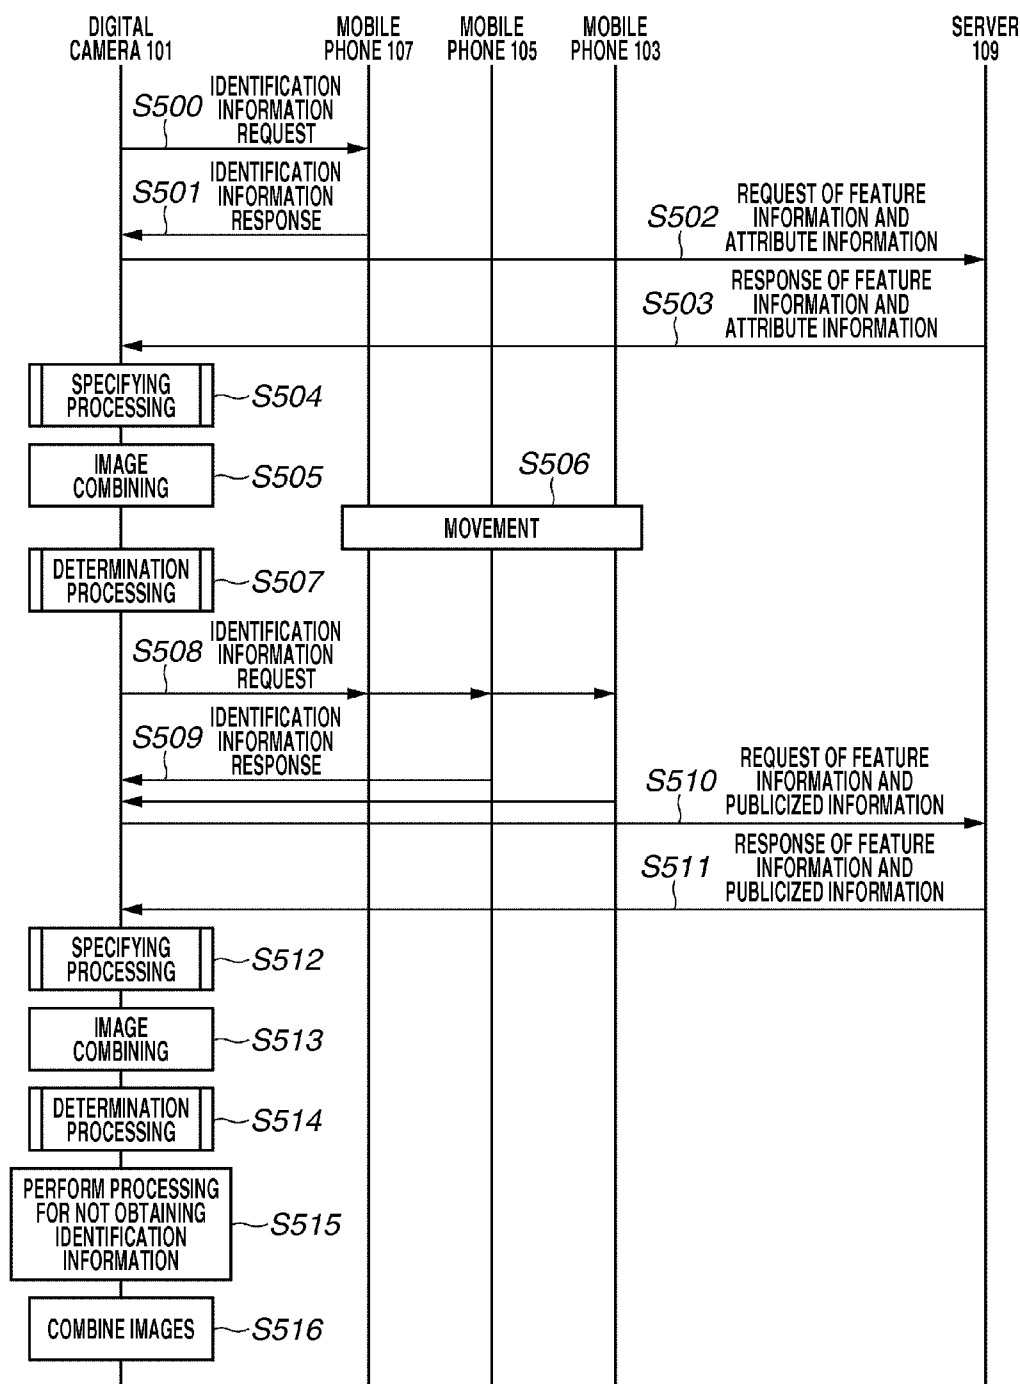 DIGITAL
CAMERA 101
MOBILE
PHONE 107
MOBILE
PHONE 105
MOBILE
PHONE 103
SERVER
109
S500
IDENTIFICATION
INFORMATION
REQUEST
S501
IDENTIFICATION
INFORMATION
RESPONSE
S502
REQUEST OF FEATURE
INFORMATION AND
ATTRIBUTE INFORMATION
S503
RESPONSE OF FEATURE
INFORMATION AND
ATTRIBUTE INFORMATION
SPECIFYING
PROCESSING
S504
IMAGE
COMBINING
S505
S506
MOVEMENT
DETERMINATION
PROCESSING
S507
S508
IDENTIFICATION
INFORMATION
REQUEST
S509
IDENTIFICATION
INFORMATION
RESPONSE
S510
REQUEST OF FEATURE
INFORMATION AND
PUBLICIZED INFORMATION
S511
RESPONSE OF FEATURE
INFORMATION AND
PUBLICIZED INFORMATION
SPECIFYING
PROCESSING
S512
IMAGE
COMBINING
S513
DETERMINATION
PROCESSING
S514
PERFORM PROCESSING
FOR NOT OBTAINING
IDENTIFICATION
INFORMATION
S515
COMBINE IMAGES
S516